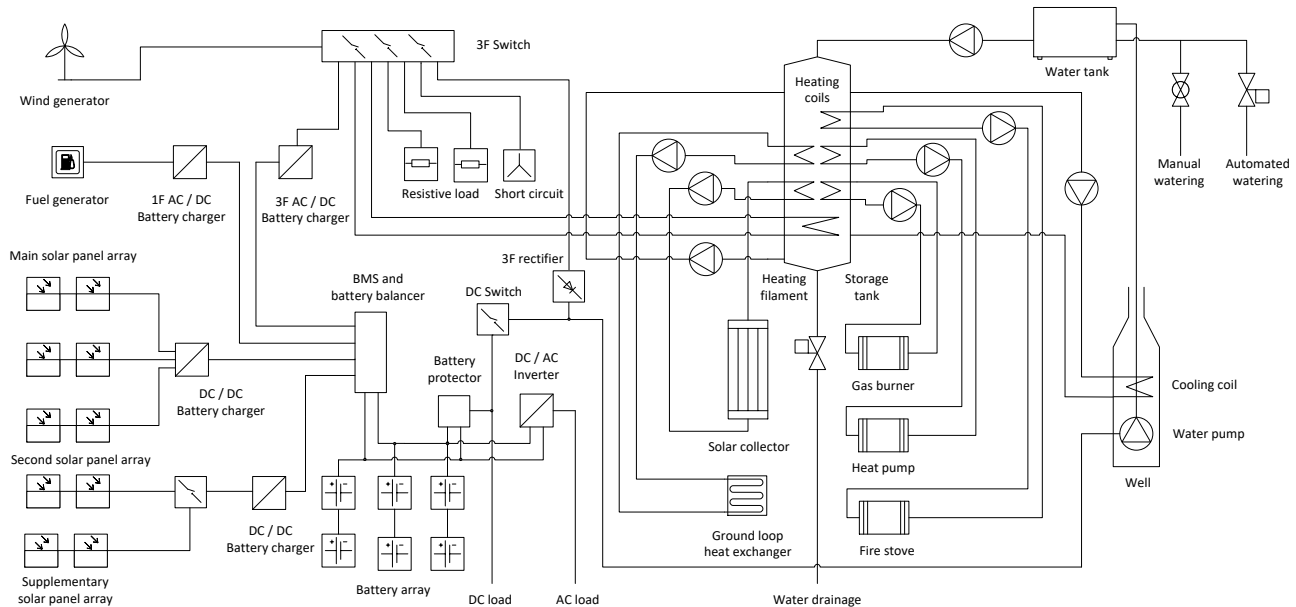 3F Switch
Wind generator
Fuel generator
1F AC / DC
Battery charger
3F AC / DC
Battery charger
Resistive load
Short circuit
Heating
coils
Water tank
Manual
watering
Automated
watering
Main solar panel array
BMS and
battery balancer
3F rectifier
DC Switch
Heating
filament
Storage
tank
DC / DC
Battery charger
Battery
protector
DC / AC
Inverter
Solar collector
Gas burner
Cooling coil
Water pump
Well
Second solar panel array
Heat pump
DC / DC
Battery charger
Ground loop
heat exchanger
Fire stove
Supplementary
solar panel array
Battery array
DC load
AC load
Water drainage